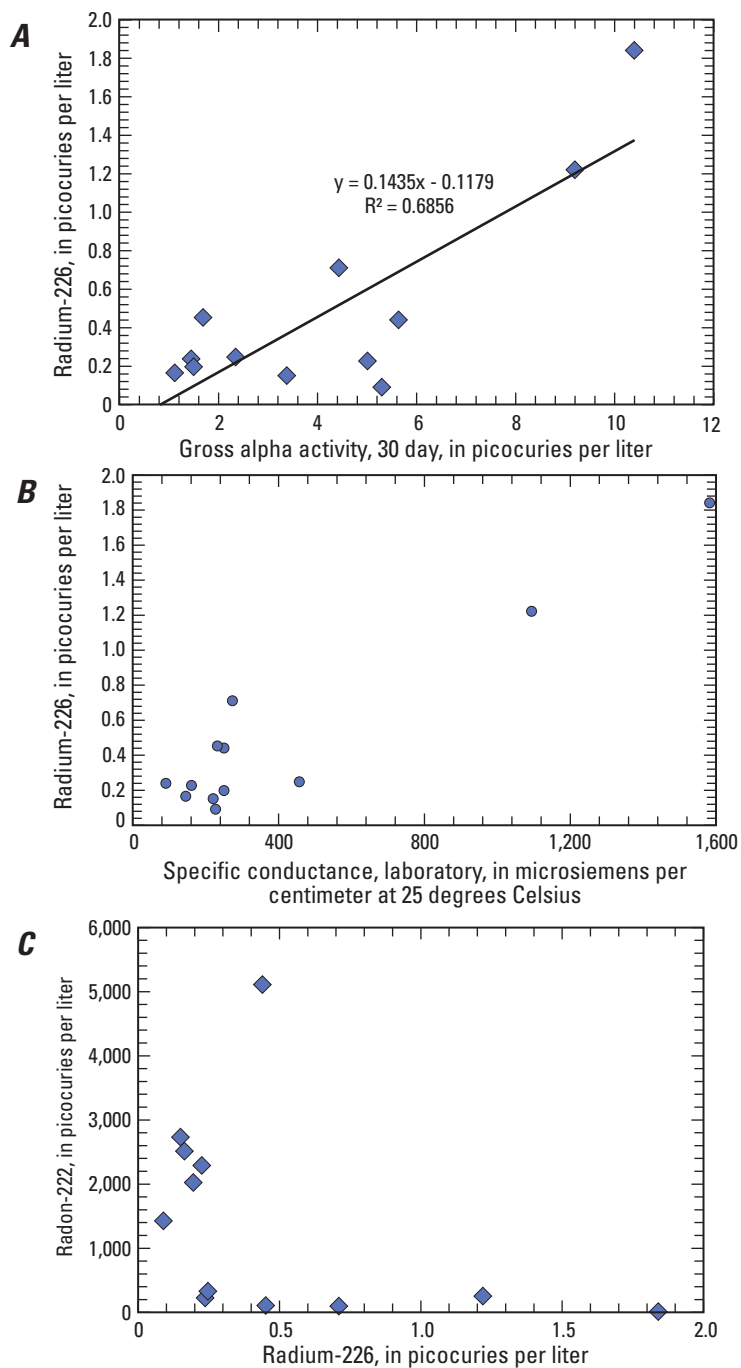 A
2.0
1.8
1.6
1.4
1.2
1.0
0.8
0.6
0.4
0.2
0
Radium-226, in picocuries per liter
y = 0.1435x - 0.1179
R² = 0.6856
0 2 4 6 8 10 12
Gross alpha activity, 30 day, in picocuries per liter
B
2.0
1.8
1.6
1.4
1.2
1.0
0.8
0.6
0.4
0.2
0
Radium-226, in picocuries per liter
0 400 800 1,200 1,600
Specific conductance, laboratory, in microsiemens per
centimeter at 25 degrees Celsius
C
6,000
5,000
4,000
3,000
2,000
1,000
0
Radon-222, in picocuries per liter
0 0.5 1.0 1.5 2.0
Radium-226, in picocuries per liter